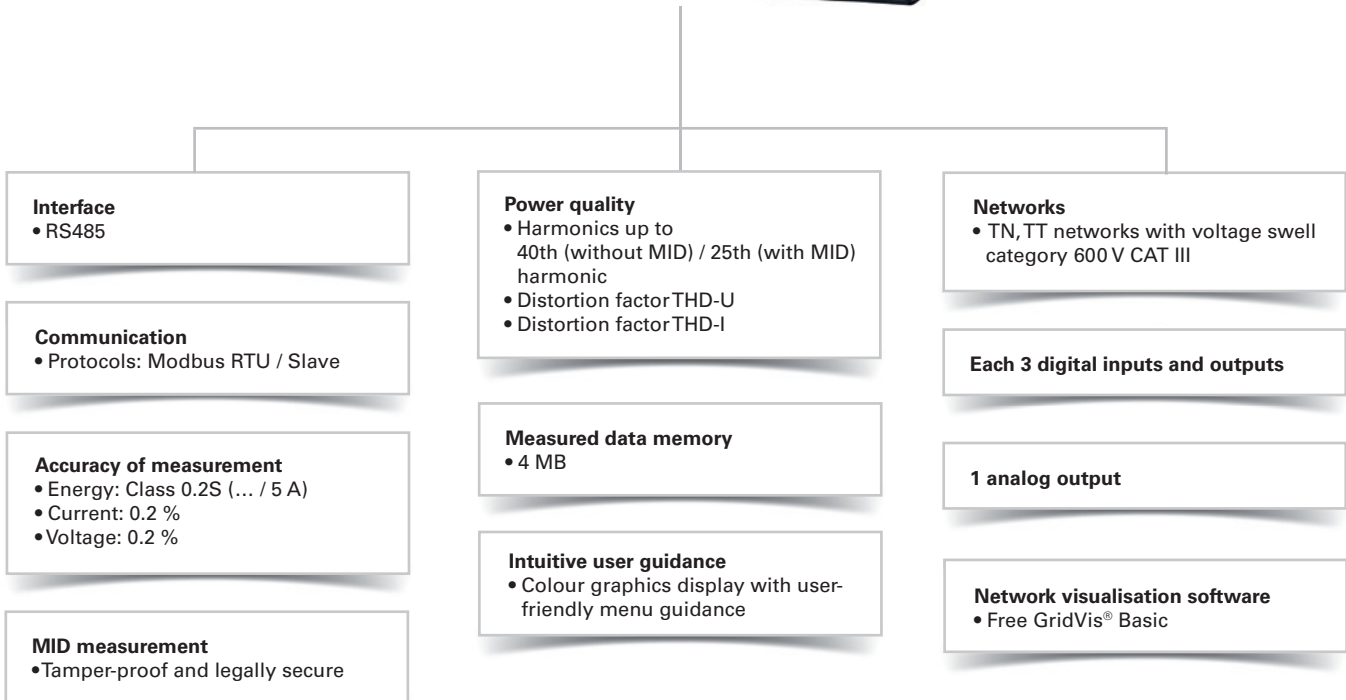 Interface
• RS485
Communication
• Protocols: Modbus RTU / Slave
Accuracy of measurement
• Energy: Class 0.2S (… / 5 A)
• Current: 0.2 %
• Voltage: 0.2 %
MID measurement
• Tamper-proof and legally secure
Power quality
• Harmonics up to
40th (without MID) / 25th (with MID)
harmonic
• Distortion factor THD-U
• Distortion factor THD-I
Measured data memory
• 4 MB
Intuitive user guidance
• Colour graphics display with user-
friendly menu guidance
Networks
• TN, TT networks with voltage swell
category 600 V CAT III
Each 3 digital inputs and outputs
1 analog output
Network visualisation software
• Free GridVis® Basic